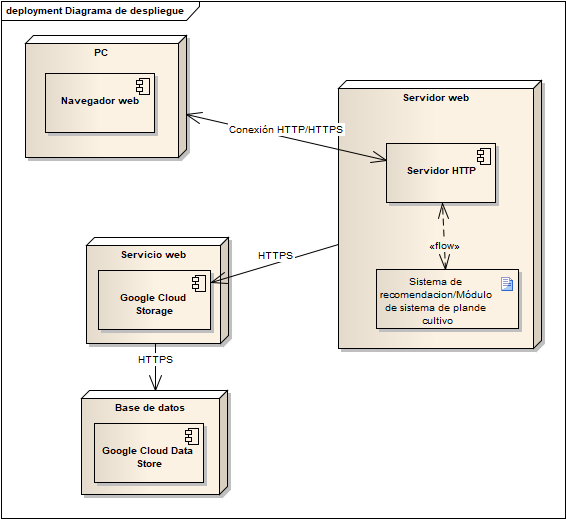 deployment Diagrama de despliegue
PC
Navegador web
Servidor web
Conexión HTTP/HTTPS
Servidor HTTP
«flow»
Servicio web
HTTPS
Google Cloud
Storage
Sistema de
recomendacion/Módulo
de sistema de plande
cultivo
HTTPS
Base de datos
Google Cloud Data
Store